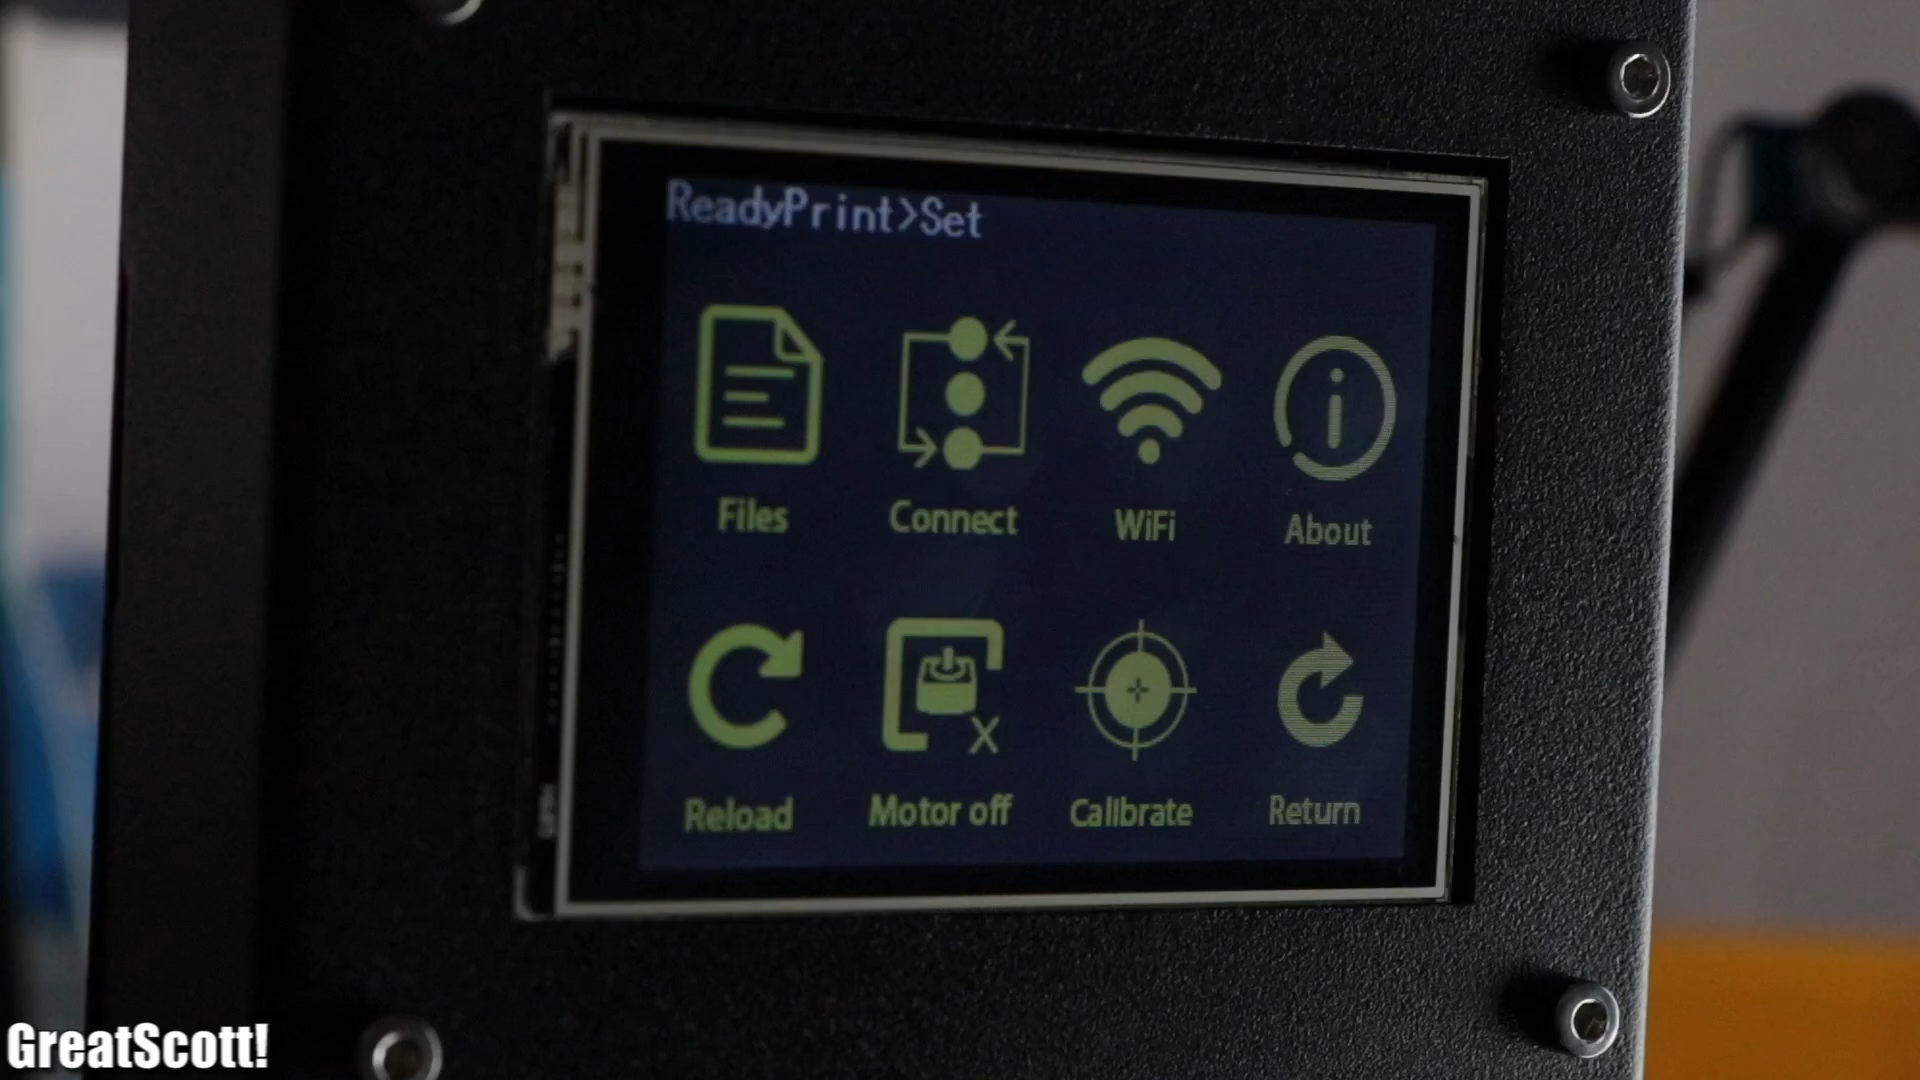 ReadyPrint>Set
Files Connect WiFi About
Reload Motor off Calibrate Return
GreatScott!